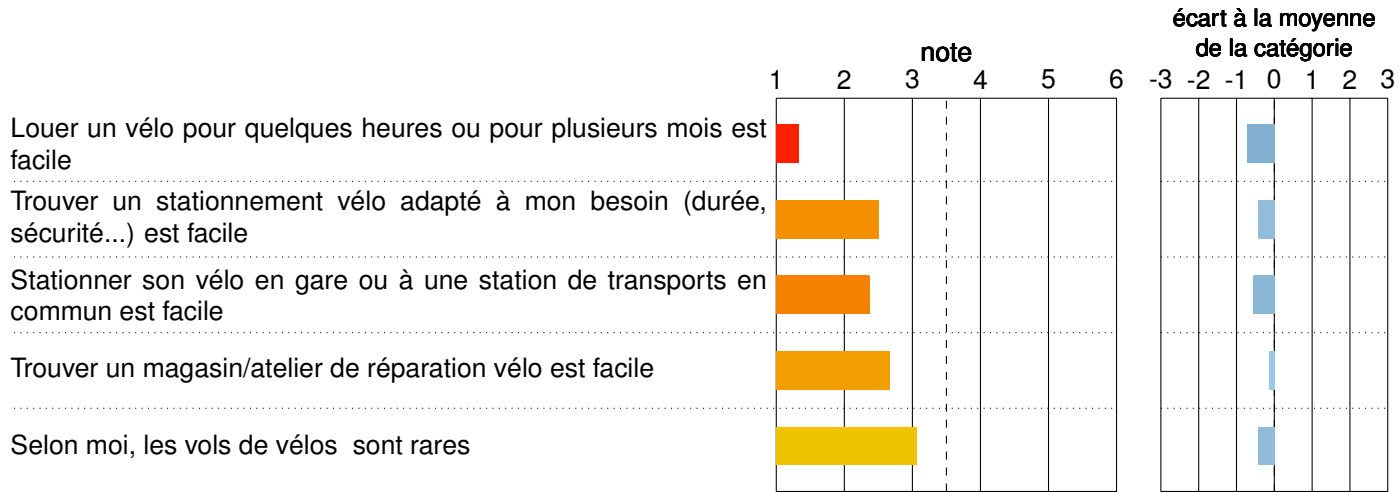 écart à la moyenne
note de la catégorie
1 2 3 4 5 6 -3 -2 -1 0 1 2 3
Louer un vélo pour quelques heures ou pour plusieurs mois est
facile
Trouver un stationnement vélo adapté à mon besoin (durée,
sécurité...) est facile
Stationner son vélo en gare ou à une station de transports en
commun est facile
Trouver un magasin/atelier de réparation vélo est facile
Selon moi, les vols de vélos sont rares